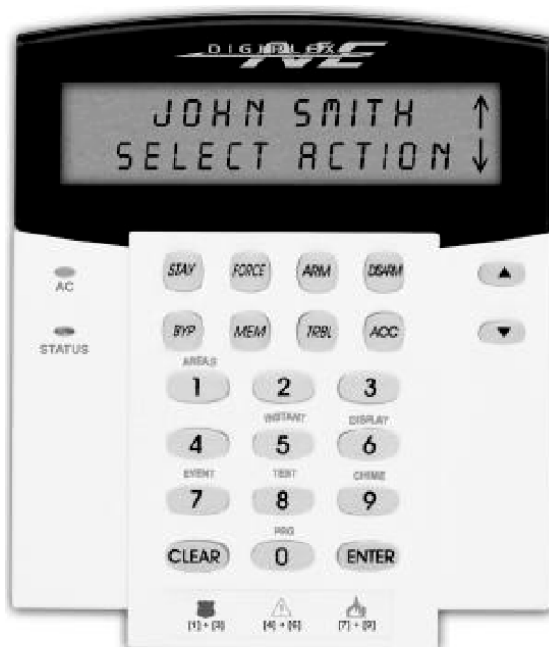 DIGIPLEX NE
JOHN SMITH ↑
SELECT ACTION ↓
STAY FORCE ARM DISARM
AC
BYP MEM TRBL ACC
STATUS
AREAS
1 2 3
INSTANT DISPLAY
4 5 6
EVENT TEST CHIME
7 8 9
PRG
CLEAR 0 ENTER
[1] + [3] [4] + [6] [7] + [9]